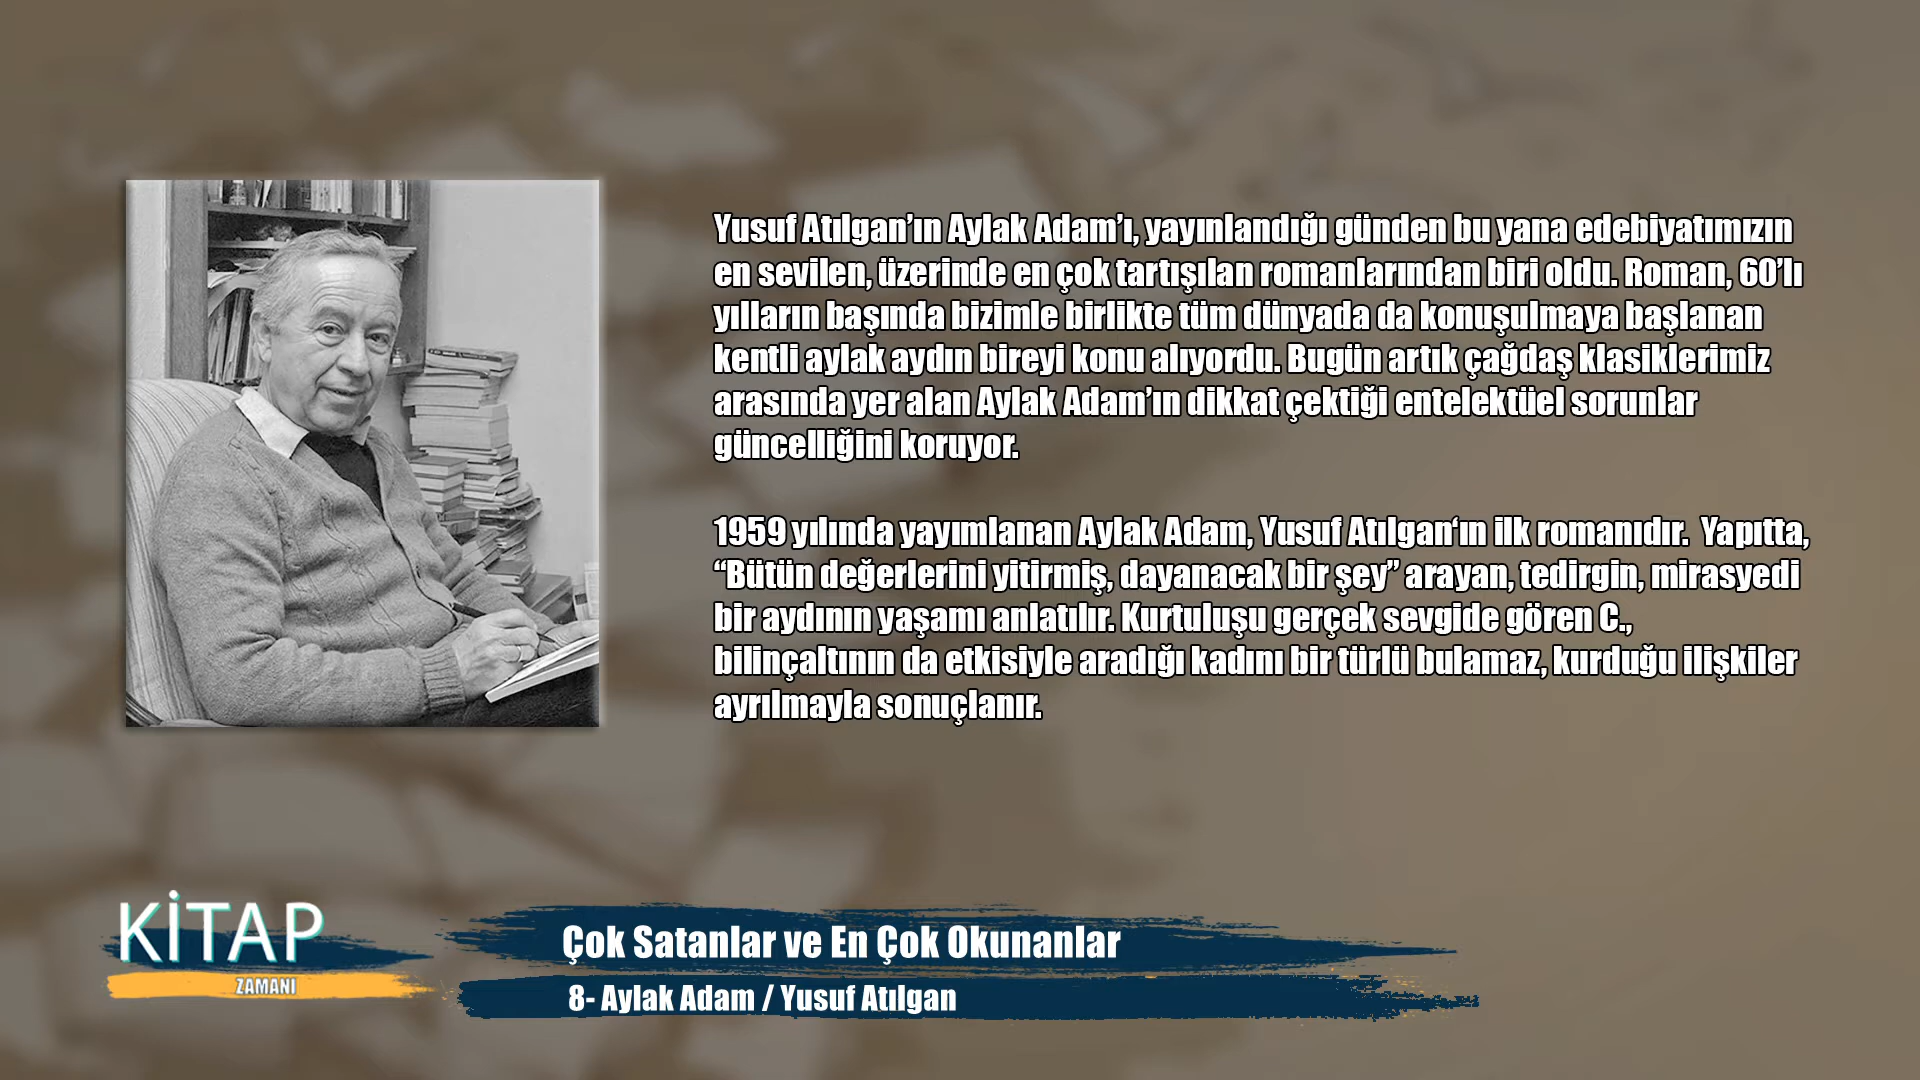 Yusuf Atılgan’ın Aylak Adam’ı, yayınlandığı günden bu yana edebiyatımızın
en sevilen, üzerinde en çok tartışılan romanlarından biri oldu. Roman, 60’lı
yılların başında bizimle birlikte tüm dünyada da konuşulmaya başlanan
kentli aylak aydın bireyi konu alıyordu. Bugün artık çağdaş klasiklerimiz
arasında yer alan Aylak Adam’ın dikkat çektiği entelektüel sorunlar
güncelliğini koruyor.
1959 yılında yayımlanan Aylak Adam, Yusuf Atılgan‘ın ilk romanıdır.  Yapıtta,
“Bütün değerlerini yitirmiş, dayanacak bir şey” arayan, tedirgin, mirasyedi
bir aydının yaşamı anlatılır. Kurtuluşu gerçek sevgide gören C.,
bilinçaltının da etkisiyle aradığı kadını bir türlü bulamaz, kurduğu ilişkiler
ayrılmayla sonuçlanır.
KİTAP
ZAMANI
Çok Satanlar ve En Çok Okunanlar
8- Aylak Adam / Yusuf Atılgan